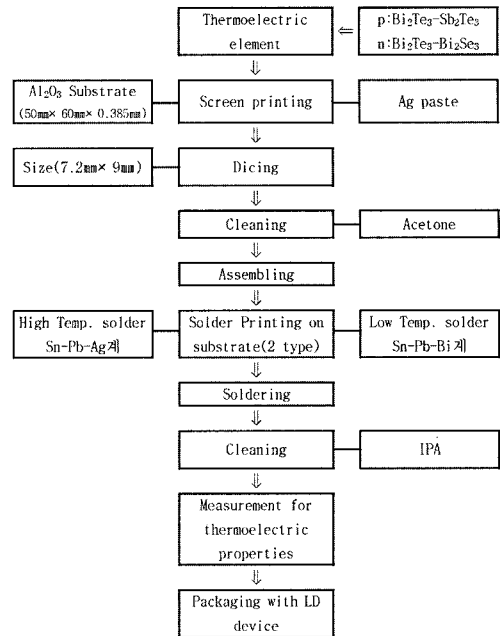 Thermoelectric
element
⇐
p:Bi₂Te₃-Sb₂Te₃
n:Bi₂Te₃-Bi₂Se₃
⇓
Al₂O₃ Substrate
(50㎜× 60㎜× 0.385㎜)
Screen printing
Ag paste
⇓
Size(7.2㎜× 9㎜)
Dicing
⇓
Cleaning
Acetone
⇓
Assembling
⇓
High Temp. solder
Sn-Pb-Ag계
Solder Printing on
substrate(2 type)
Low Temp. solder
Sn-Pb-Bi계
⇓
Soldering
⇓
Cleaning
IPA
⇓
Measurement for
thermoelectric
properties
⇓
Packaging with LD
device